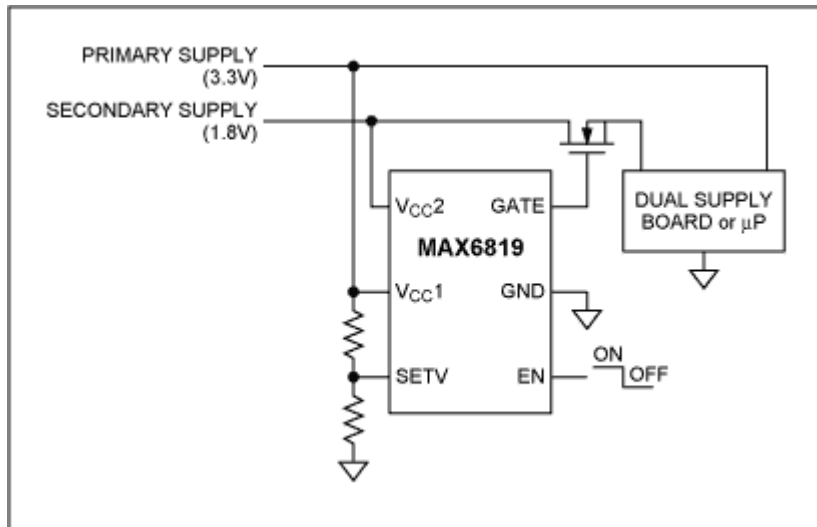 PRIMARY SUPPLY
(3.3V)
SECONDARY SUPPLY
(1.8V)
VCC2
GATE
DUAL SUPPLY
BOARD or µP
MAX6819
VCC1
GND
SETV
EN
ON
OFF